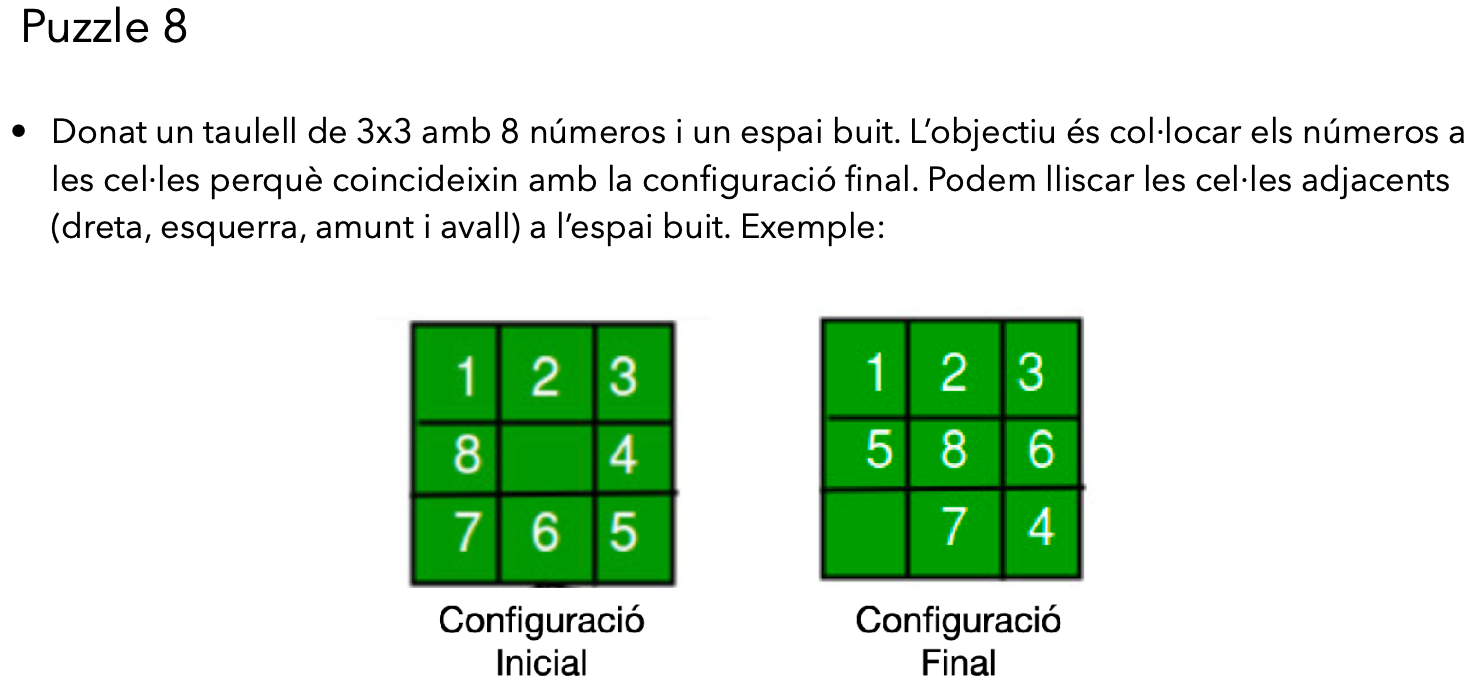 Puzzle 8
• Donat un taulell de 3x3 amb 8 números i un espai buit. L’objectiu és col·locar els números a
les cel·les perquè coincideixin amb la configuració final. Podem lliscar les cel·les adjacents
(dreta, esquerra, amunt i avall) a l’espai buit. Exemple:
1 2 3
8 4
7 6 5
Configuració
Inicial
1 2 3
5 8 6
7 4
Configuració
Final